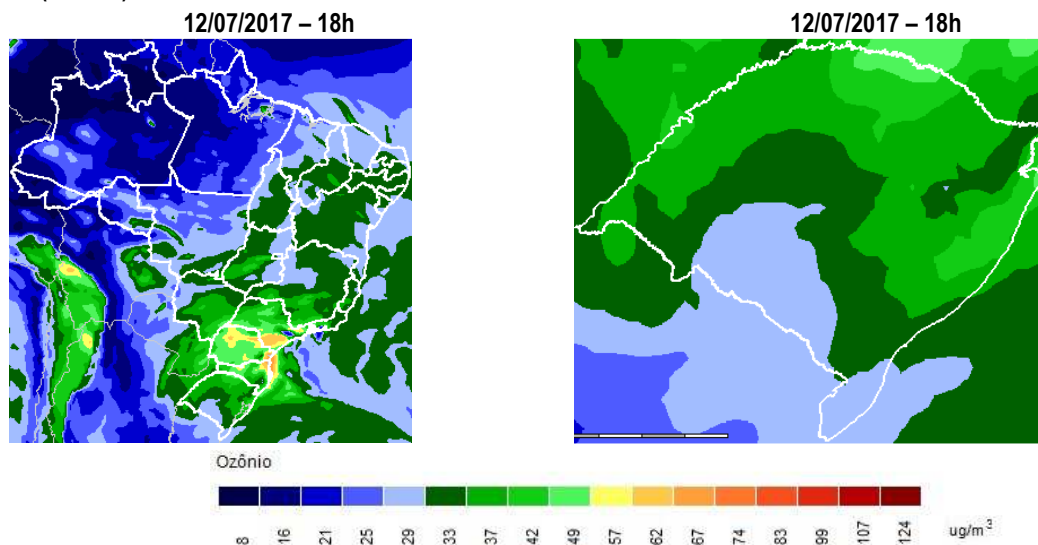 12/07/2017 – 18h
12/07/2017 – 18h
Ozônio
8 16 21 25 29 33 37 42 49 57 62 67 74 83 99 107 124 ug/m³